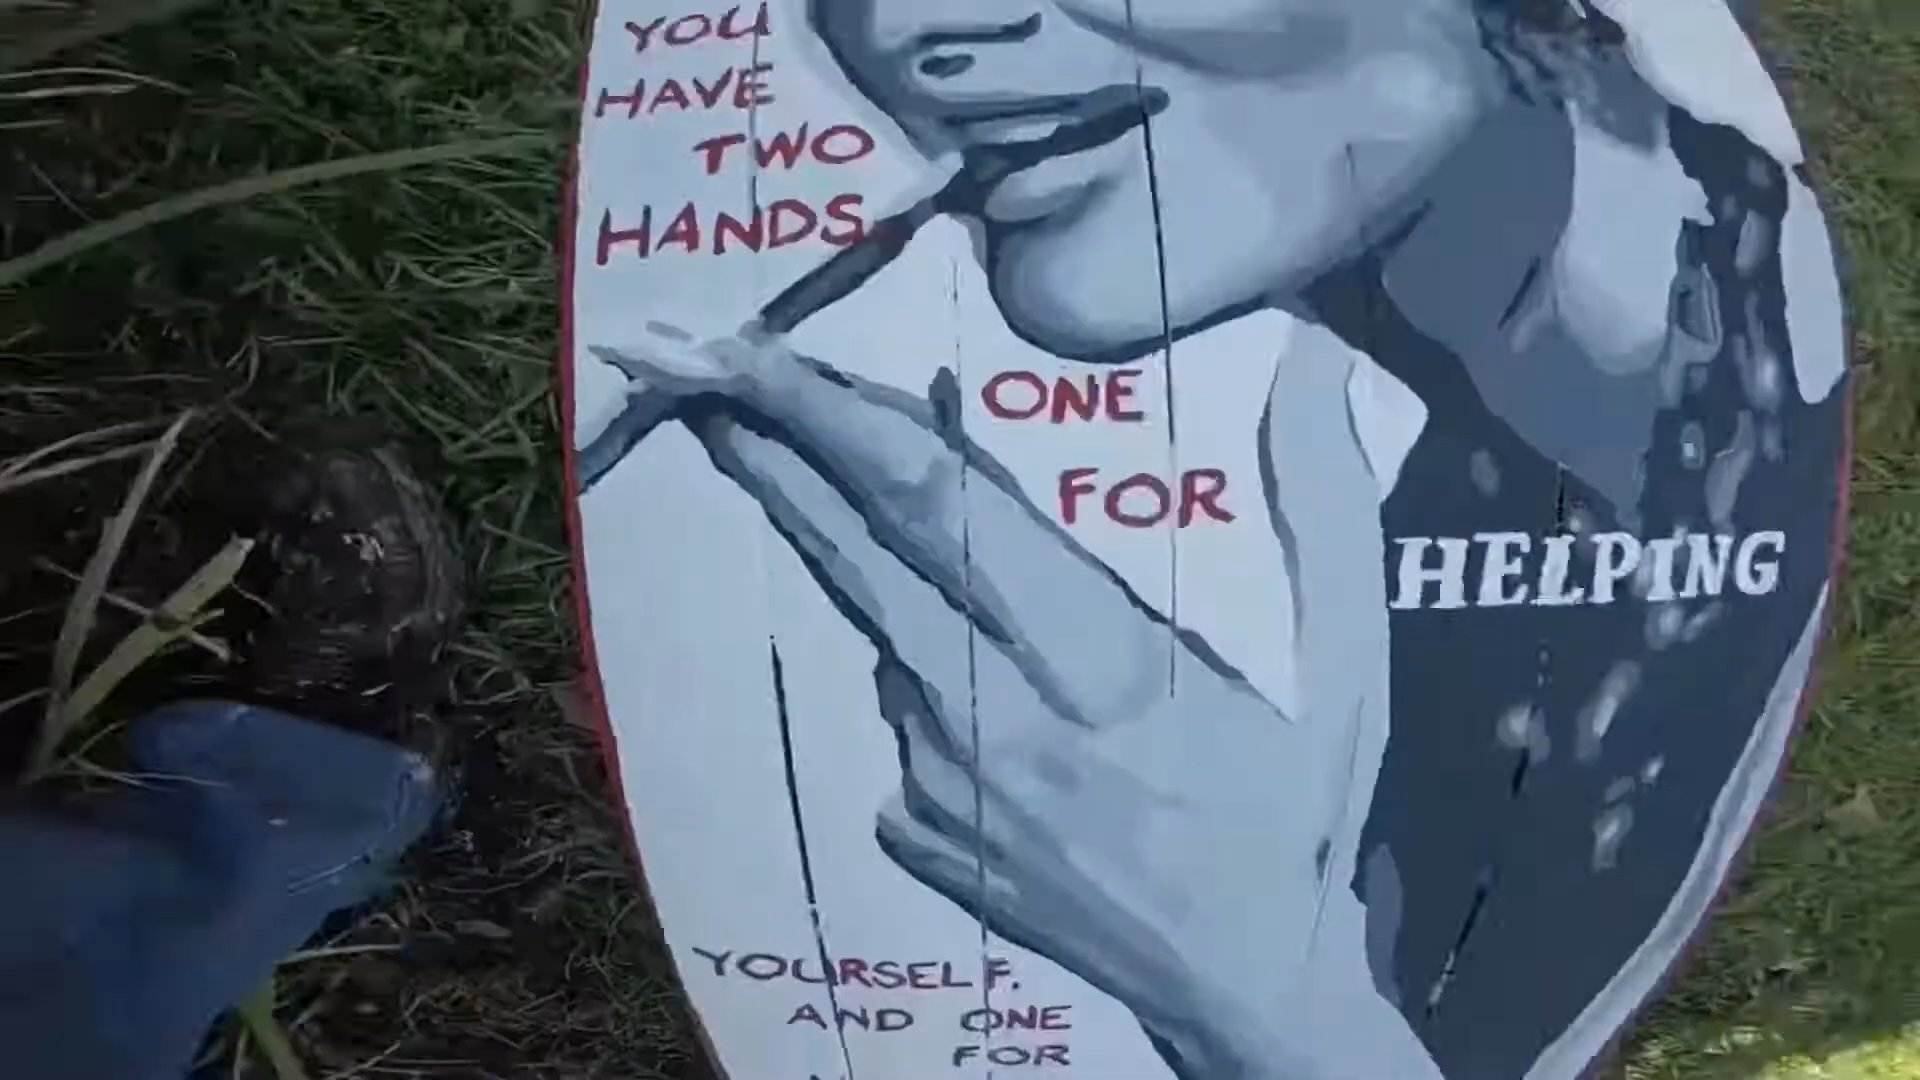 YOU
HAVE
TWO
HANDS.
ONE
FOR
HELPING
YOURSELF.
AND ONE
FOR